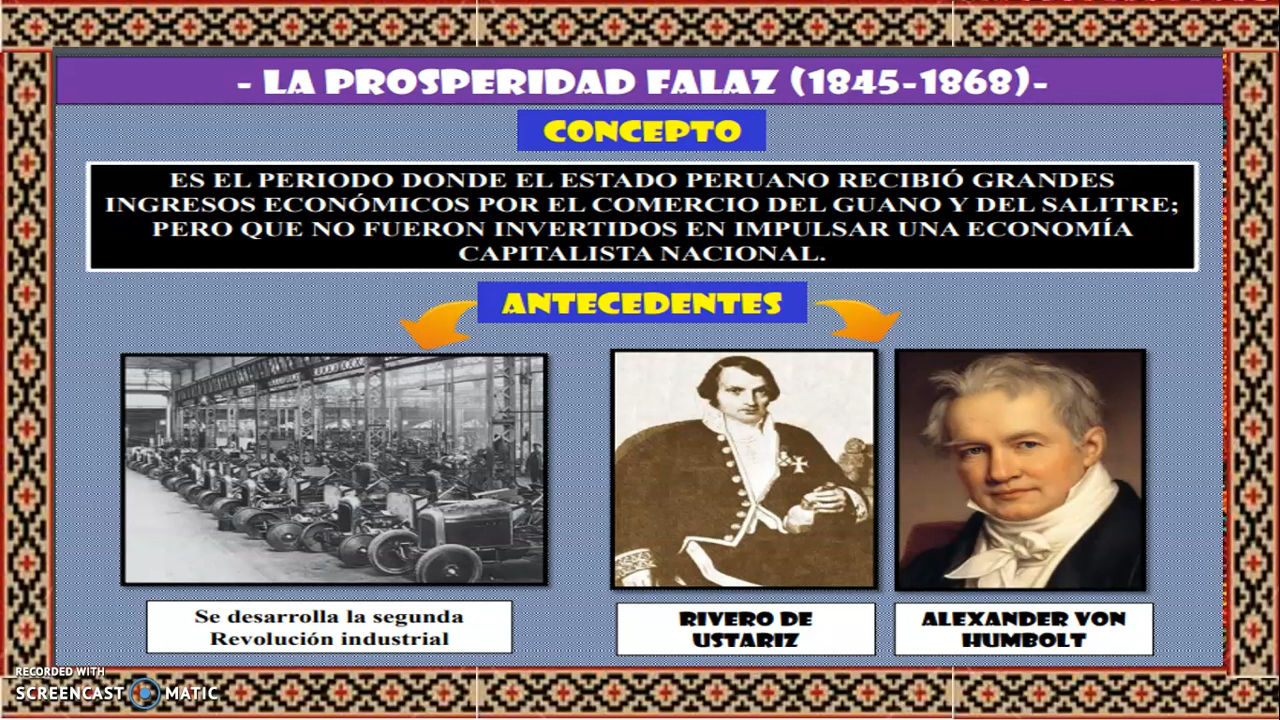 - LA PROSPERIDAD FALAZ (1845-1868)-
CONCEPTO
ES EL PERIODO DONDE EL ESTADO PERUANO RECIBIÓ GRANDES
INGRESOS ECONÓMICOS POR EL COMERCIO DEL GUANO Y DEL SALITRE;
PERO QUE NO FUERON INVERTIDOS EN IMPULSAR UNA ECONOMÍA
CAPITALISTA NACIONAL.
ANTECEDENTES
Se desarrolla la segunda
Revolución industrial
RIVERO DE
USTARIZ
ALEXANDER VON
HUMBOLT
RECORDED WITH
SCREENCAST MATIC